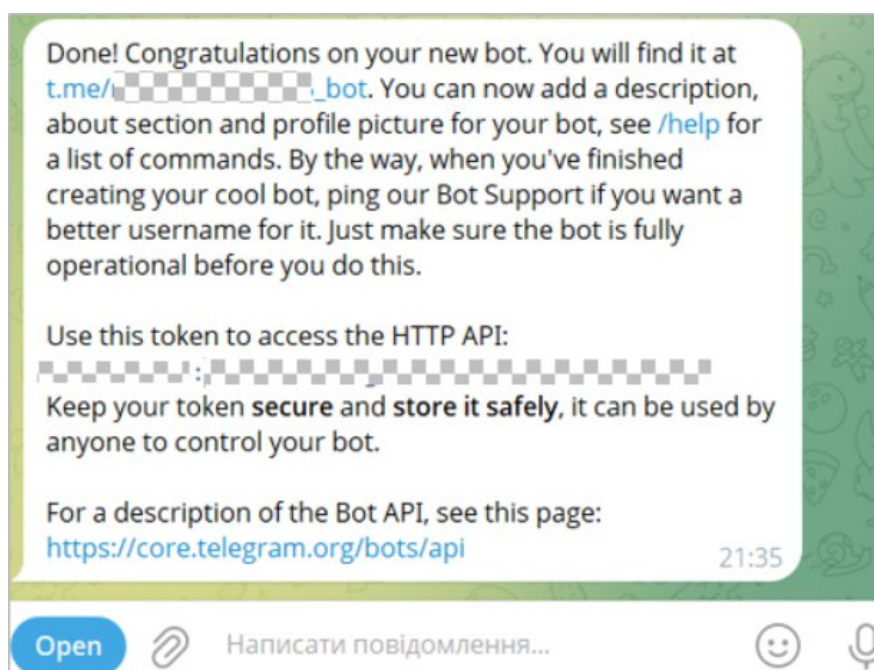 Done! Congratulations on your new bot. You will find it at
t.me/ _bot. You can now add a description,
about section and profile picture for your bot, see /help for
a list of commands. By the way, when you've finished
creating your cool bot, ping our Bot Support if you want a
better username for it. Just make sure the bot is fully
operational before you do this.
Use this token to access the HTTP API:
:
Keep your token secure and store it safely, it can be used by
anyone to control your bot.
For a description of the Bot API, see this page:
https://core.telegram.org/bots/api
21:35
Open
Написати повідомлення...